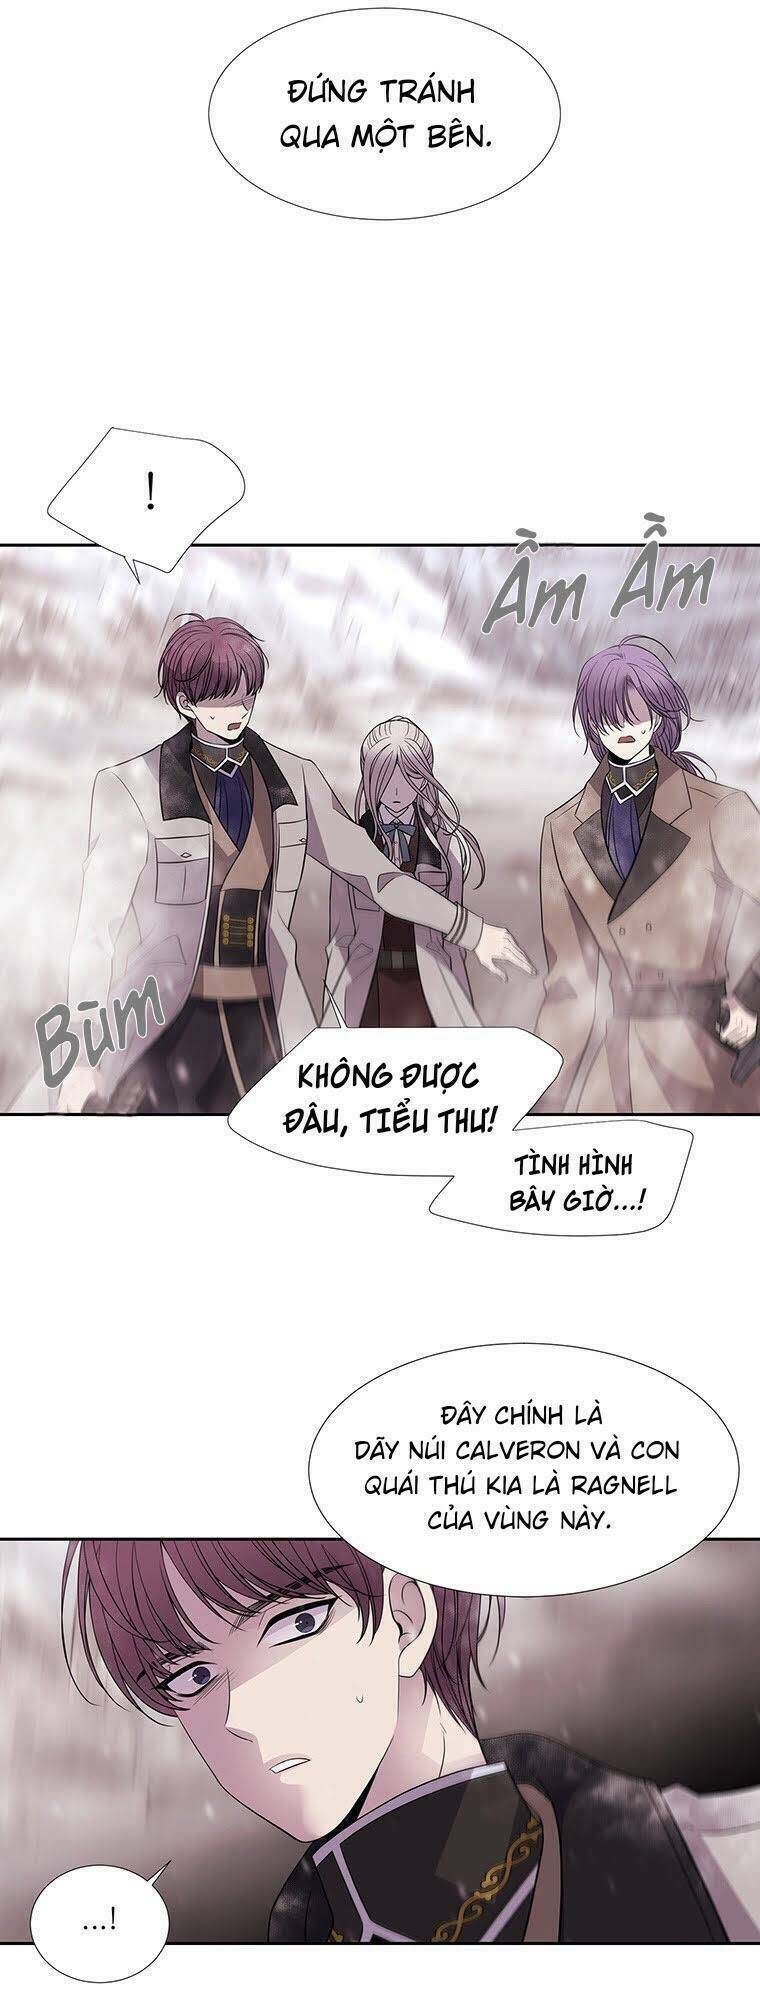 ĐỨNG TRÁNH
QUA MỘT BÊN.
!
ẦM ẦM
BÙM
KHÔNG ĐƯỢC
ĐÂU, TIỂU THƯ!
TÌNH HÌNH
BÂY GIỜ...!
ĐÂY CHÍNH LÀ
DÃY NÚI CALVERON VÀ CON
QUÁI THÚ KIA LÀ RAGNELL
CỦA VÙNG NÀY.
...!